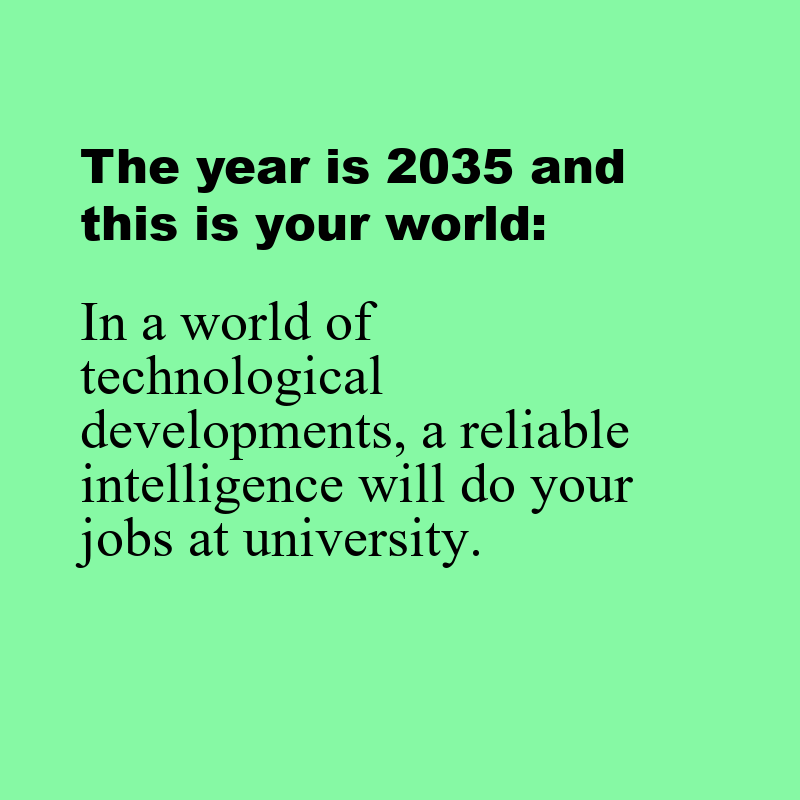 The year is 2035 and
this is your world:
In a world of
technological
developments, a reliable
intelligence will do your
jobs at university.